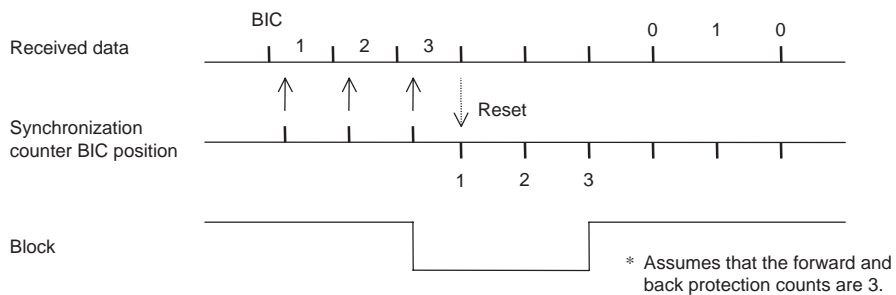 BIC
1 2 3 0 1 0
Received data
Reset
Synchronization
counter BIC position
1 2 3
Block
* Assumes that the forward and
back protection counts are 3.